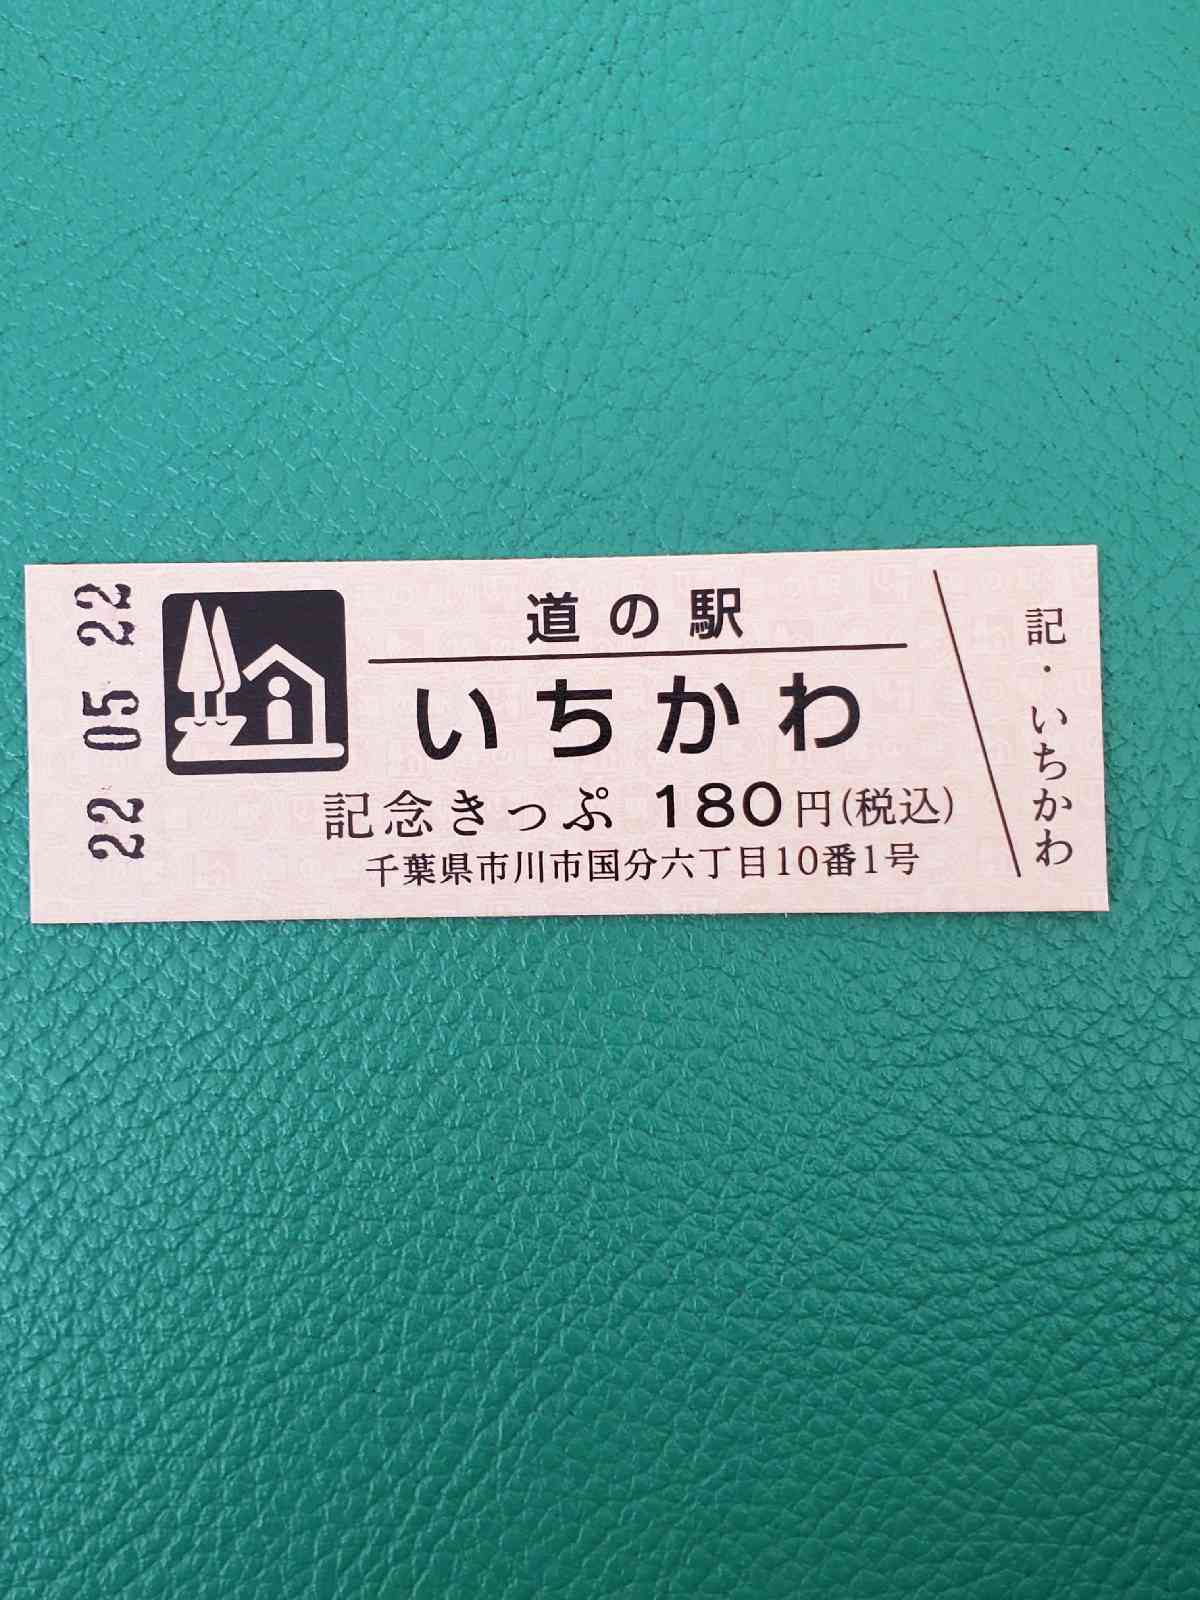 22 05 22
道の駅
いちかわ
記念きっぷ 180円(税込)
千葉県市川市国分六丁目10番1号
記・いちかわ